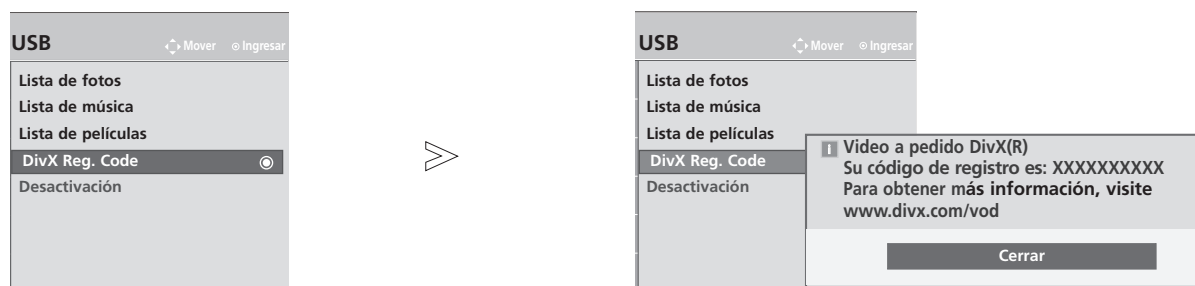 USB Mover Ingresar
Lista de fotos
Lista de música
Lista de películas
DivX Reg. Code
Desactivación
USB Mover Ingresar
Lista de fotos
Lista de música
Lista de películas
DivX Reg. Code
Desactivación
Video a pedido DivX(R)
Su código de registro es: XXXXXXXXXX
Para obtener más información, visite
www.divx.com/vod
Cerrar